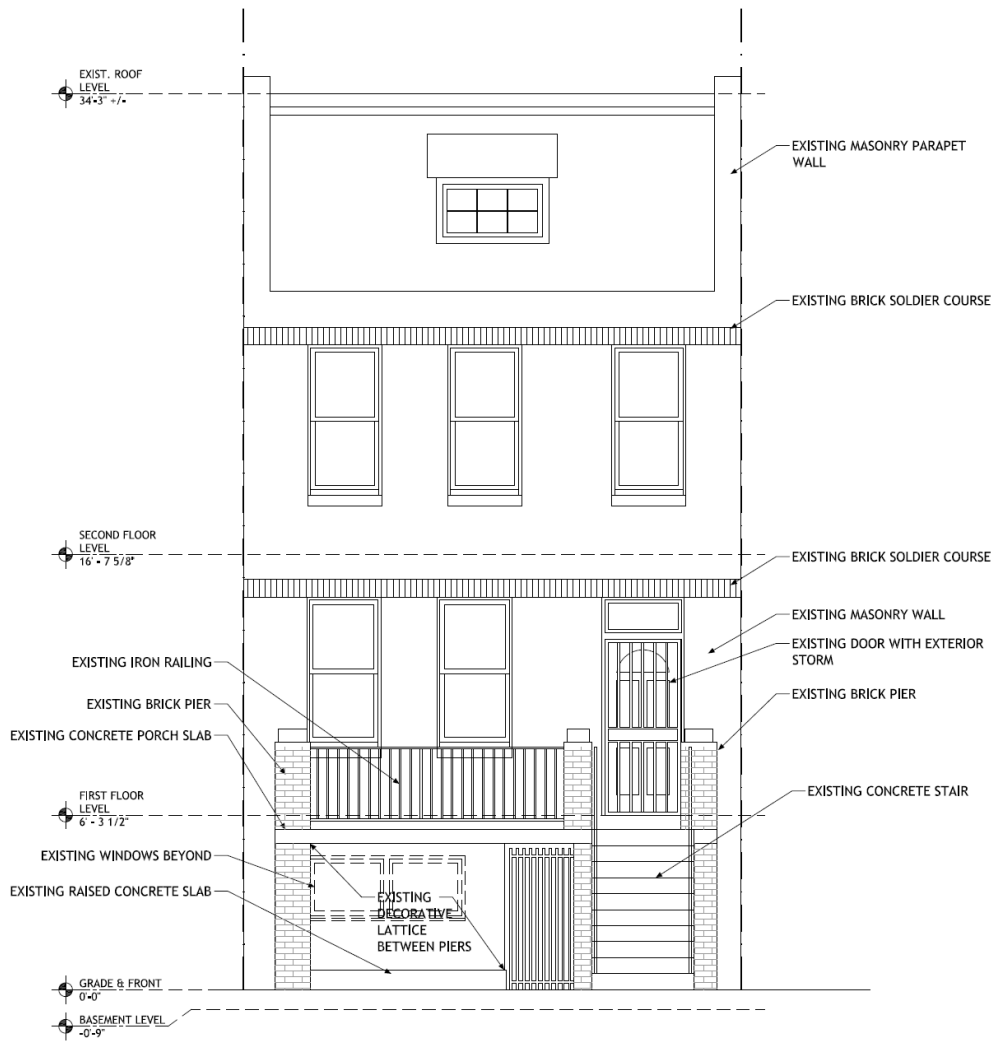 EXIST. ROOF
LEVEL
34'-3" +/-
EXISTING MASONRY PARAPET
WALL
EXISTING BRICK SOLDIER COURSE
SECOND FLOOR
LEVEL
16' - 7 5/8"
EXISTING BRICK SOLDIER COURSE
EXISTING MASONRY WALL
EXISTING DOOR WITH EXTERIOR
STORM
EXISTING IRON RAILING
EXISTING BRICK PIER
EXISTING BRICK PIER
EXISTING CONCRETE PORCH SLAB
FIRST FLOOR
LEVEL
6' - 3 1/2"
EXISTING CONCRETE STAIR
EXISTING WINDOWS BEYOND
EXISTING RAISED CONCRETE SLAB
EXISTING
DECORATIVE
LATTICE
BETWEEN PIERS
GRADE & FRONT
0'-0"
BASEMENT LEVEL
-0'-9"